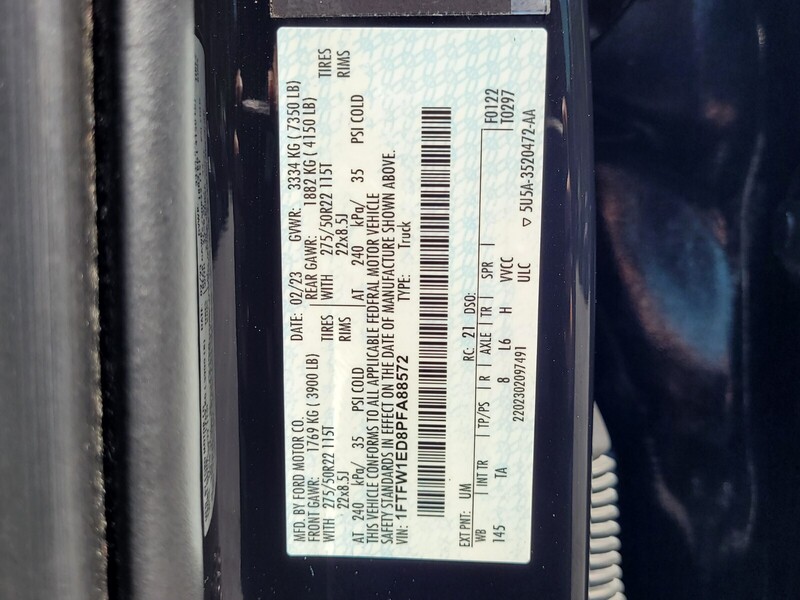 MFD. BY FORD MOTOR CO. DATE: 02/23 GVWR: 3334 KG ( 7350 LB)
FRONT GAWR: 1769 KG ( 3900 LB) REAR GAWR: 1882 KG ( 4150 LB)
WITH 275/50R22 115T TIRES WITH 275/50R22 115T TIRES
22x8.5J RIMS 22x8.5J RIMS
AT 240 kPa/ 35 PSI COLD AT 240 kPa/ 35 PSI COLD
THIS VEHICLE CONFORMS TO ALL APPLICABLE FEDERAL MOTOR VEHICLE
SAFETY STANDARDS IN EFFECT ON THE DATE OF MANUFACTURE SHOWN ABOVE.
VIN: 1FTFW1ED8PFA88572 TYPE: Truck
EXT PNT: UM RC: 21 DSO: F0122
WB INT TR TP/PS R AXLE TR SPR T0297
145 TA 8 L6 H VVCC
2202302097491 ULC ▽ 5U5A-3520472-AA